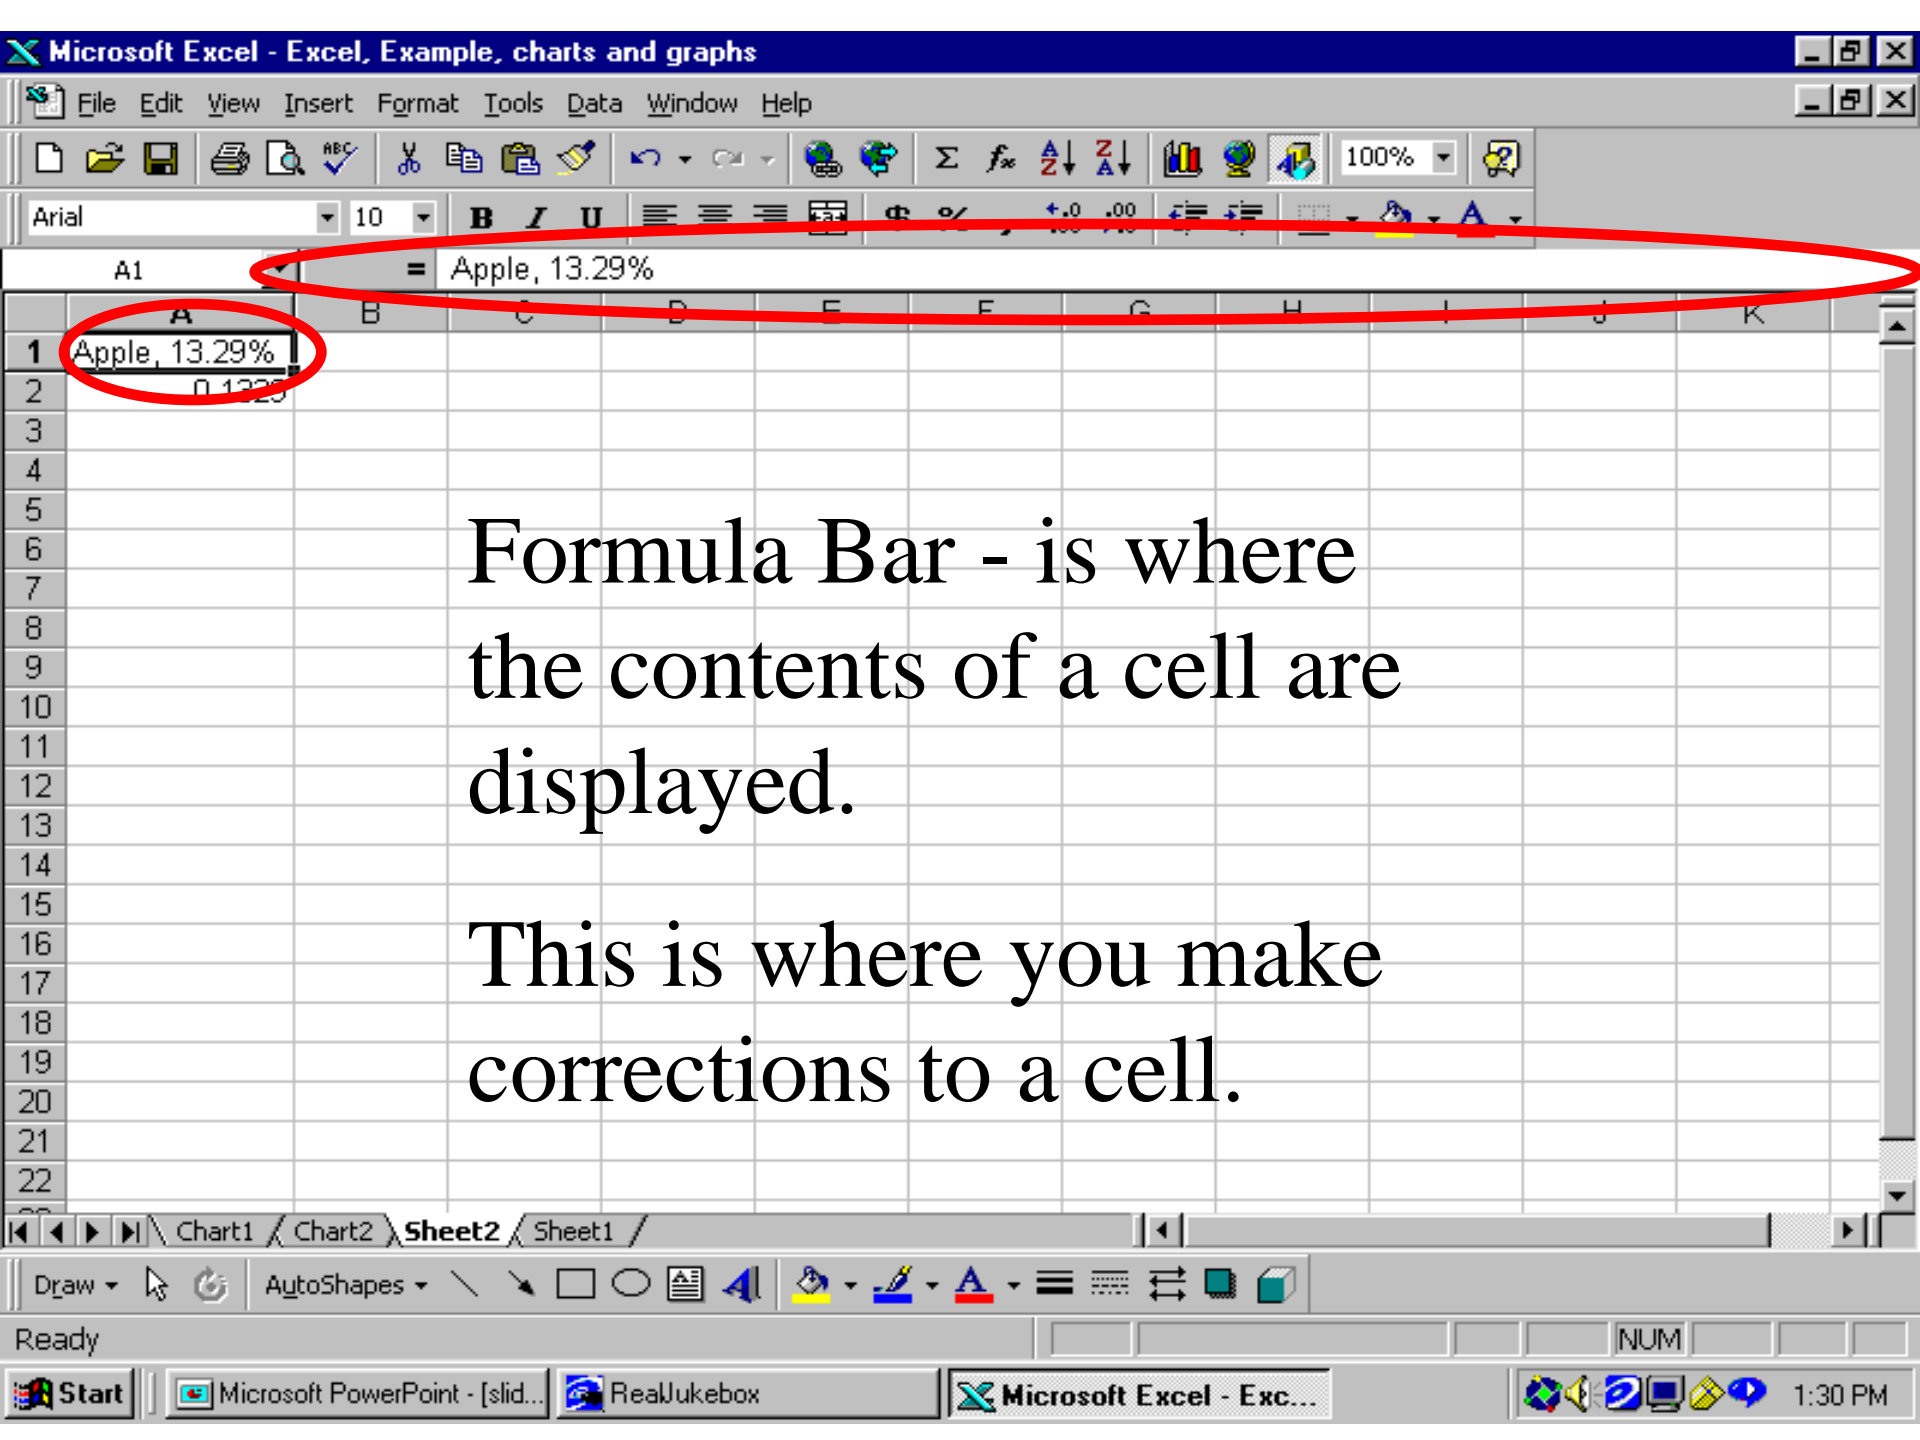 Microsoft Excel - Excel, Example, charts and graphs
File Edit View Insert Format Tools Data Window Help
ABC Σ A Z Z A 100%
Arial 10 B I U
A1 = Apple, 13.29%
A B C D E F G H I J K
1 Apple, 13.29%
2 0.1329
3
4
5
6
7
8
9
10
11
12
13
14
15
16
17
18
19
20
21
22
Formula Bar - is where
the contents of a cell are
displayed.
This is where you make
corrections to a cell.
Chart1 Chart2 Sheet2 Sheet1
Draw AutoShapes
Ready NUM
Start Microsoft PowerPoint - [slid... RealJukebox Microsoft Excel - Exc... 1:30 PM